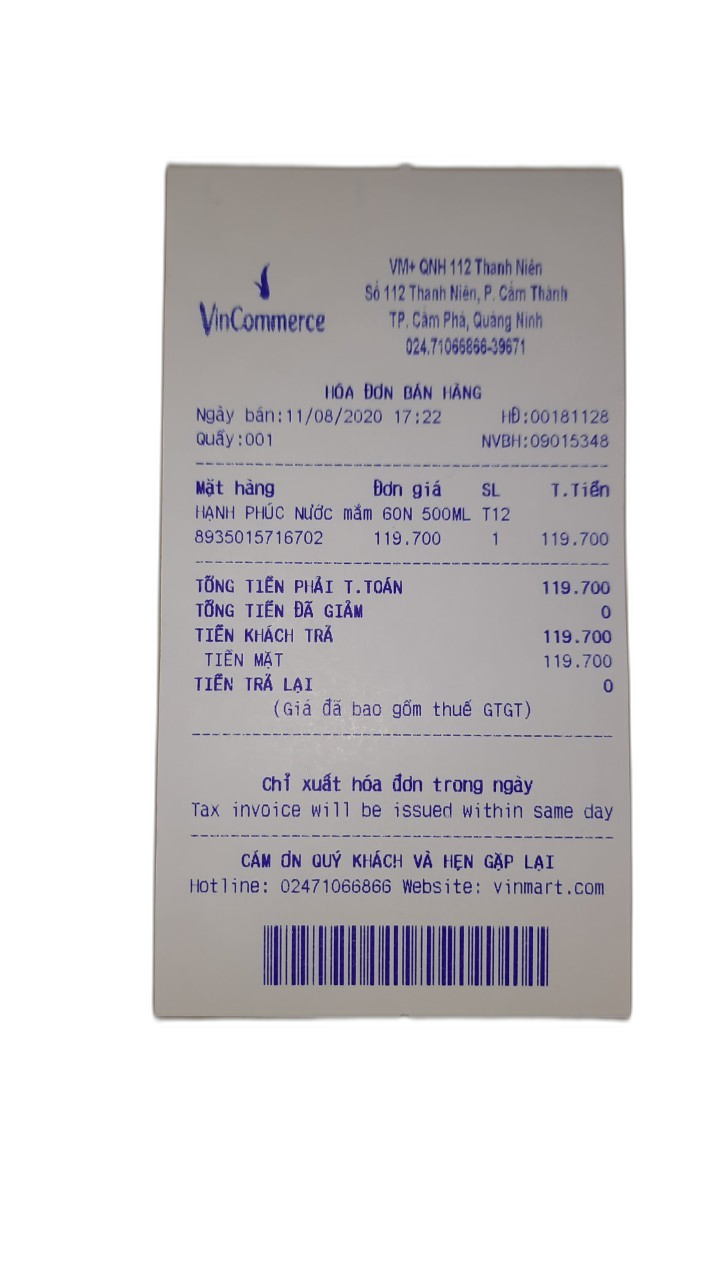 VinCommerce
VM+ QNH 112 Thanh Niên
Số 112 Thanh Niên, P. Cẩm Thành
TP. Cẩm Phả, Quảng Ninh
024.71066866-39671
HÓA ĐƠN BÁN HÀNG
Ngày bán:11/08/2020 17:22 HĐ:00181128
Quầy:001 NVBH:09015348
Mặt hàng Đơn giá SL T.Tiền
HẠNH PHÚC Nước mắm 60N 500ML T12
8935015716702 119.700 1 119.700
TỔNG TIỀN PHẢI T.TOÁN 119.700
TỔNG TIỀN ĐÃ GIẢM 0
TIỀN KHÁCH TRẢ 119.700
TIỀN MẶT 119.700
TIỀN TRẢ LẠI 0
(Giá đã bao gồm thuế GTGT)
Chỉ xuất hóa đơn trong ngày
Tax invoice will be issued within same day
CẢM ƠN QUÝ KHÁCH VÀ HẸN GẶP LẠI
Hotline: 02471066866 Website: vinmart.com